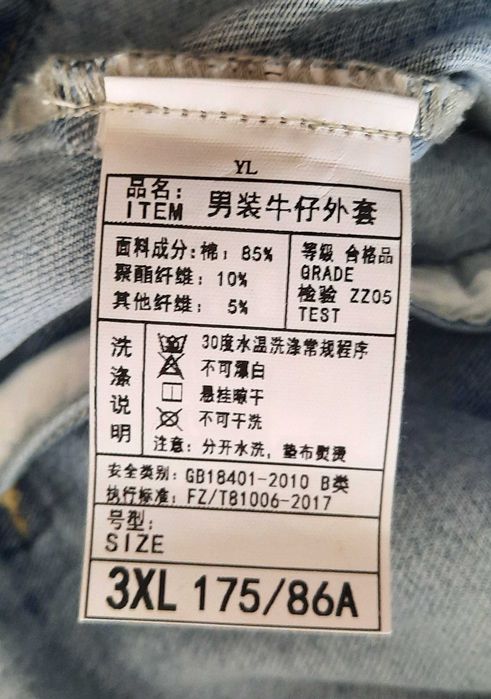 YL
品名:
ITEM
男装牛仔外套
面料成分:棉: 85%
聚酯纤维: 10%
其他纤维: 5%
等级 合格品
GRADE
检验 ZZ05
TEST
洗涤说明
30度水温洗涤常规程序
不可漂白
悬挂晾干
不可干洗
注意: 分开水洗, 垫布熨烫
安全类别: GB18401-2010 B类
执行标准: FZ/T81006-2017
号型:
SIZE
3XL 175/86A